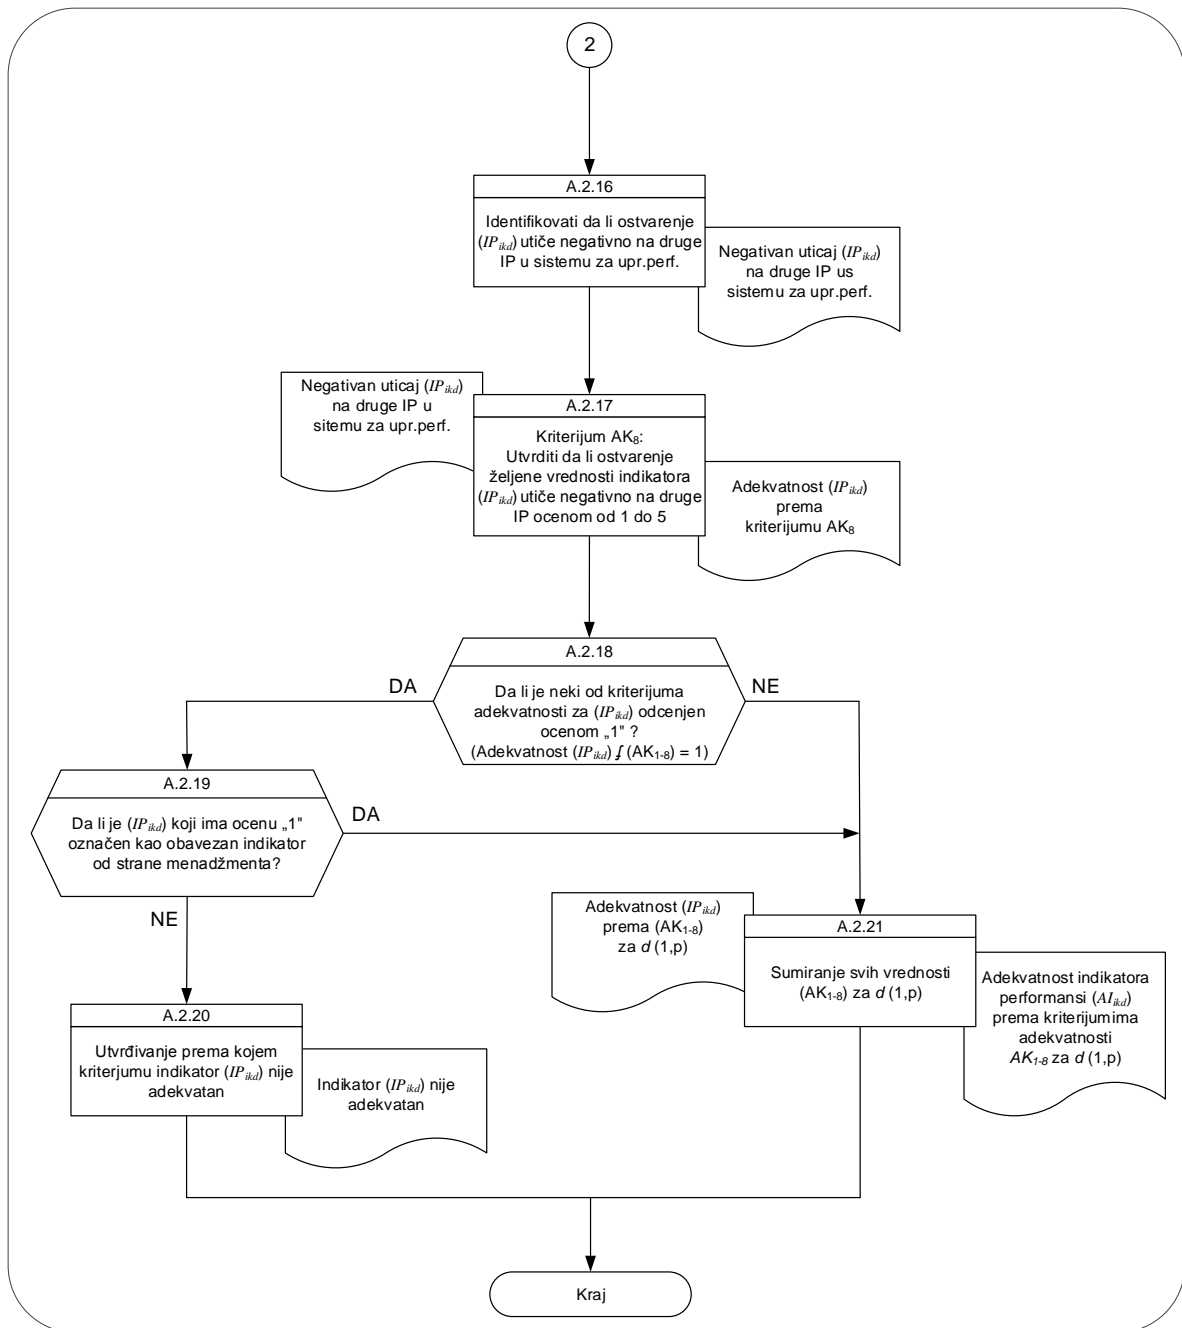 2
A.2.16
Identifikovati da li ostvarenje
(IPikd) utiče negativno na druge
IP u sistemu za upr.perf.
Negativan uticaj (IPikd)
na druge IP us
sistemu za upr.perf.
Negativan uticaj (IPikd)
na druge IP u
sitemu za upr.perf.
A.2.17
Kriterijum AK8:
Utvrditi da li ostvarenje
željene vrednosti indikatora
(IPikd) utiče negativno na druge
IP ocenom od 1 do 5
Adekvatnost (IPikd)
prema
kriterijumu AK8
A.2.18
Da li je neki od kriterijuma
adekvatnosti za (IPikd) odcenjen
ocenom „1" ?
(Adekvatnost (IPikd) ⨍ (AK1-8) = 1)
DA
NE
A.2.19
Da li je (IPikd) koji ima ocenu „1"
označen kao obavezan indikator
od strane menadžmenta?
DA
NE
Adekvatnost (IPikd)
prema (AK1-8)
za d (1,p)
A.2.21
Sumiranje svih vrednosti
(AK1-8) za d (1,p)
Adekvatnost indikatora
performansi (AIikd)
prema kriterijumima
adekvatnosti
AK1-8 za d (1,p)
A.2.20
Utvrđivanje prema kojem
kriterjumu indikator (IPikd) nije
adekvatan
Indikator (IPikd) nije
adekvatan
Kraj